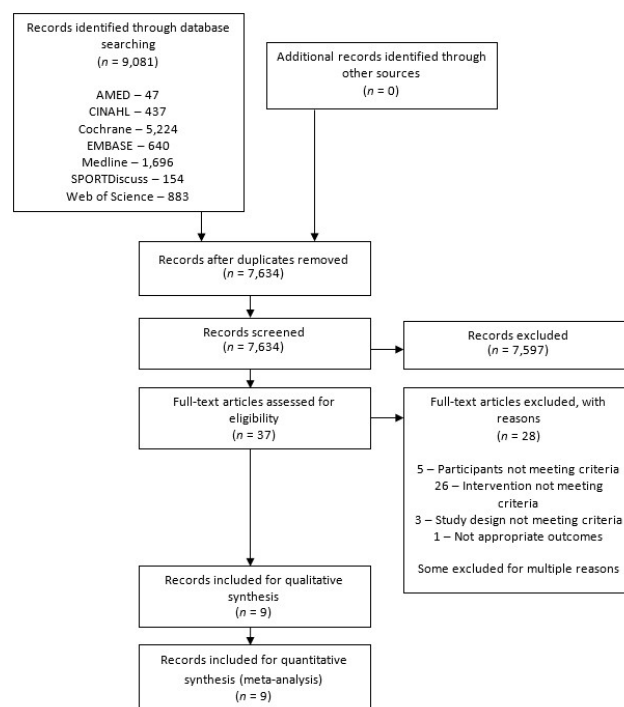 Records identified through database
searching
(n = 9,081)
AMED – 47
CINAHL – 437
Cochrane – 5,224
EMBASE – 640
Medline – 1,696
SPORTDiscuss – 154
Web of Science – 883
Additional records identified through
other sources
(n = 0)
Records after duplicates removed
(n = 7,634)
Records screened
(n = 7,634)
Records excluded
(n = 7,597)
Full-text articles assessed for
eligibility
(n = 37)
Full-text articles excluded, with
reasons
(n = 28)
5 – Participants not meeting criteria
26 – Intervention not meeting
criteria
3 – Study design not meeting criteria
1 – Not appropriate outcomes
Some excluded for multiple reasons
Records included for qualitative
synthesis
(n = 9)
Records included for quantitative
synthesis (meta-analysis)
(n = 9)